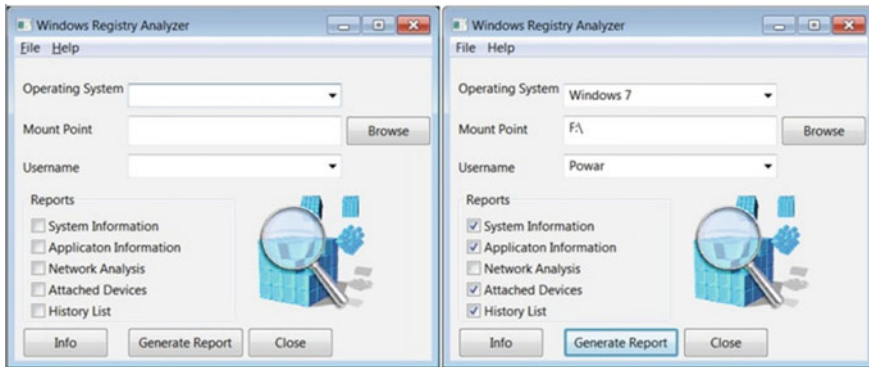 Windows Registry Analyzer
File Help
Operating System
Mount Point
Browse
Username
Reports
System Information
Applicaton Information
Network Analysis
Attached Devices
History List
Info
Generate Report
Close
Windows Registry Analyzer
File Help
Operating System Windows 7
Mount Point F:\
Browse
Username Powar
Reports
System Information
Applicaton Information
Network Analysis
Attached Devices
History List
Info
Generate Report
Close